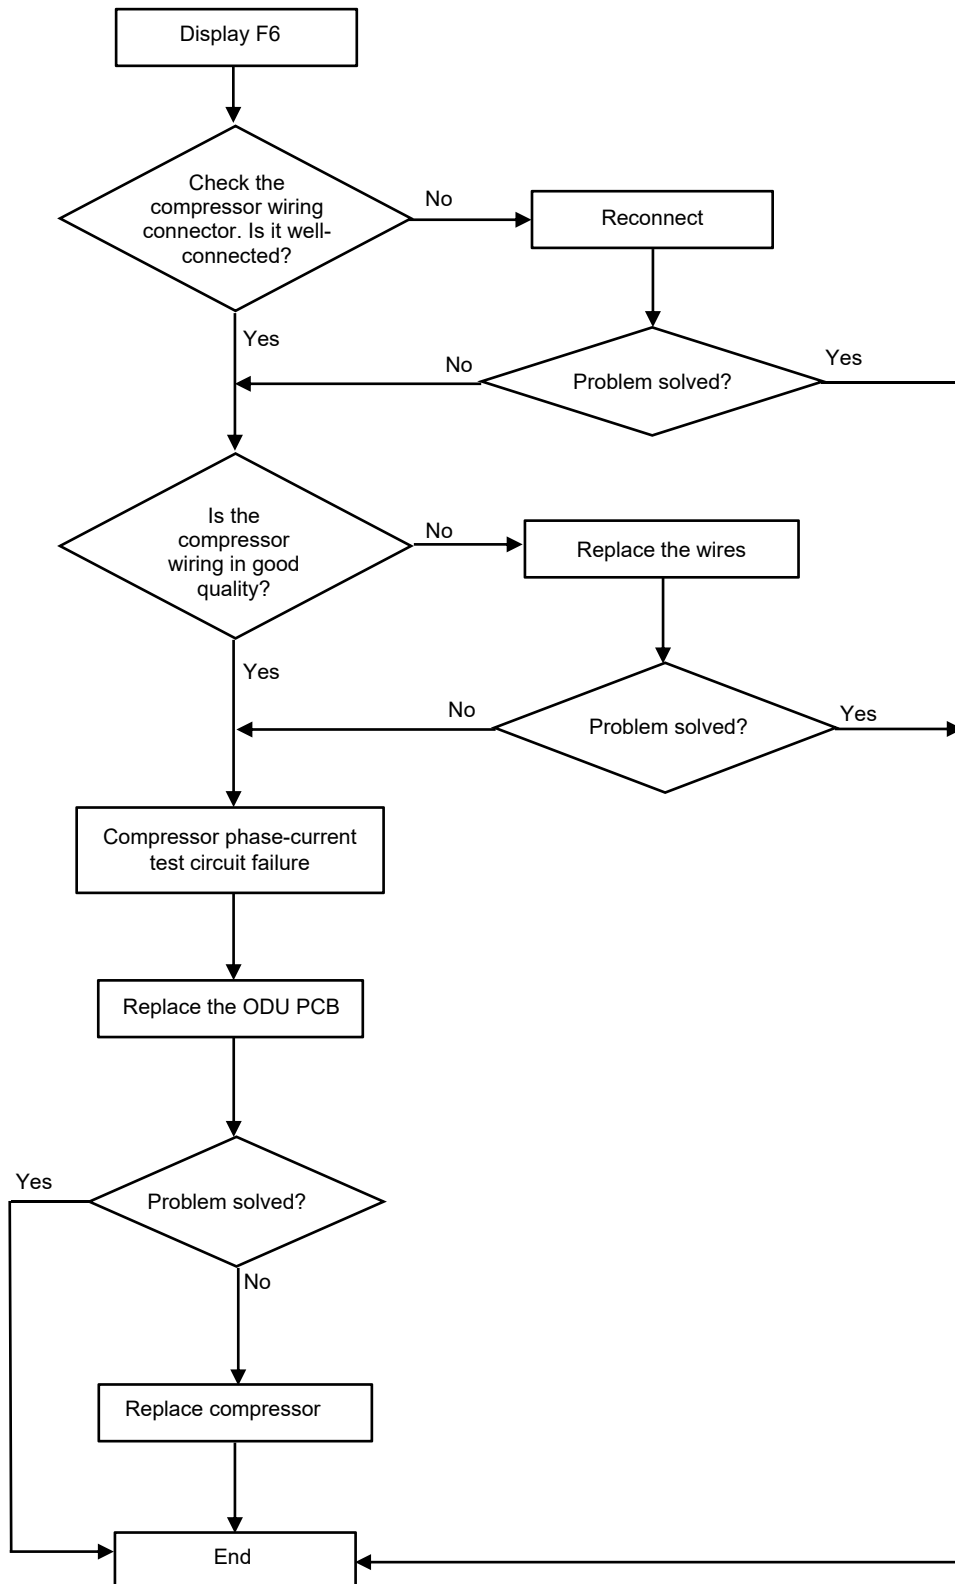 Display F6
Check the
compressor wiring
connector. Is it well-
connected?
No
Reconnect
Yes
No
Problem solved?
Yes
Is the
compressor
wiring in good
quality?
No
Replace the wires
Yes
No
Problem solved?
Yes
Compressor phase-current
test circuit failure
Replace the ODU PCB
Yes
Problem solved?
No
Replace compressor
End